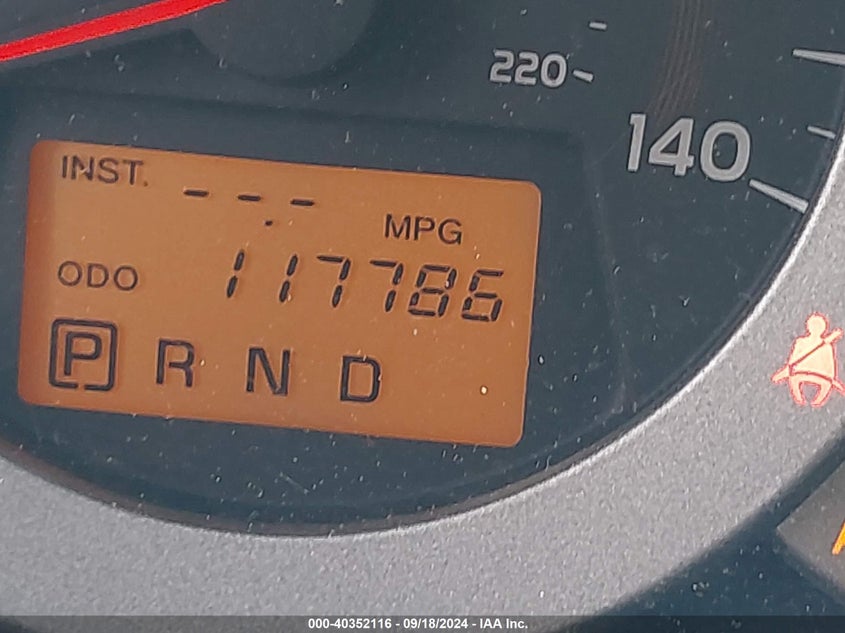 220
140
INST. --.-
MPG
ODO 117786
P R N D
000-40352116 - 09/18/2024 - IAA Inc.